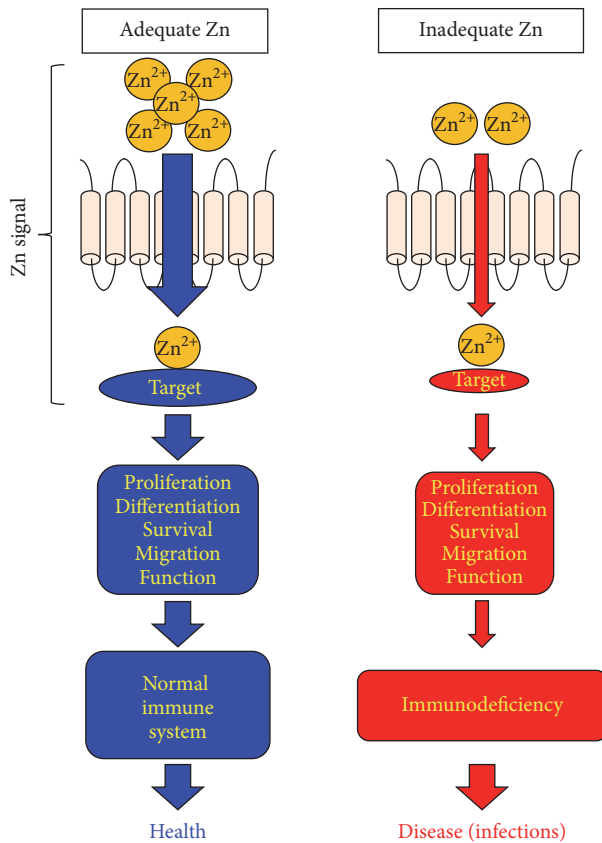 Adequate Zn
Zn2+
Zn2+
Zn2+
Zn2+
Zn2+
Zn signal
Zn2+
Target
Proliferation
Differentiation
Survival
Migration
Function
Normal
immune
system
Health
Inadequate Zn
Zn2+
Zn2+
Zn2+
Target
Proliferation
Differentiation
Survival
Migration
Function
Immunodeficiency
Disease (infections)